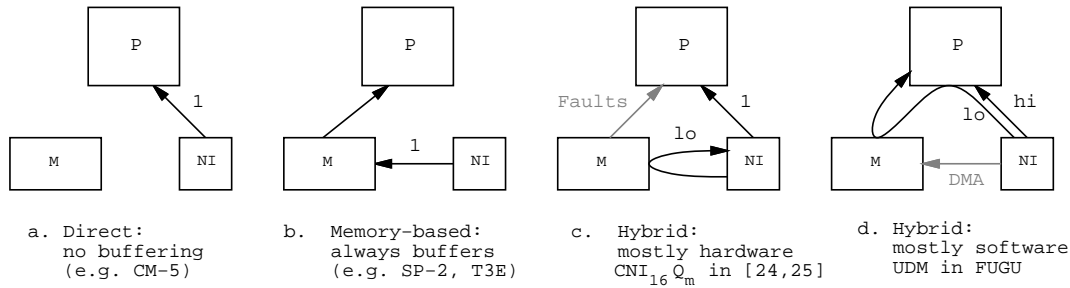 P
1
M
NI
a. Direct:
no buffering
(e.g. CM-5)
P
1
M
NI
b. Memory-based:
always buffers
(e.g. SP-2, T3E)
P
Faults
1
lo
M
NI
c. Hybrid:
mostly hardware
CNI₁₆Qₘ in [24,25]
P
hi
lo
M
NI
DMA
d. Hybrid:
mostly software
UDM in FUGU